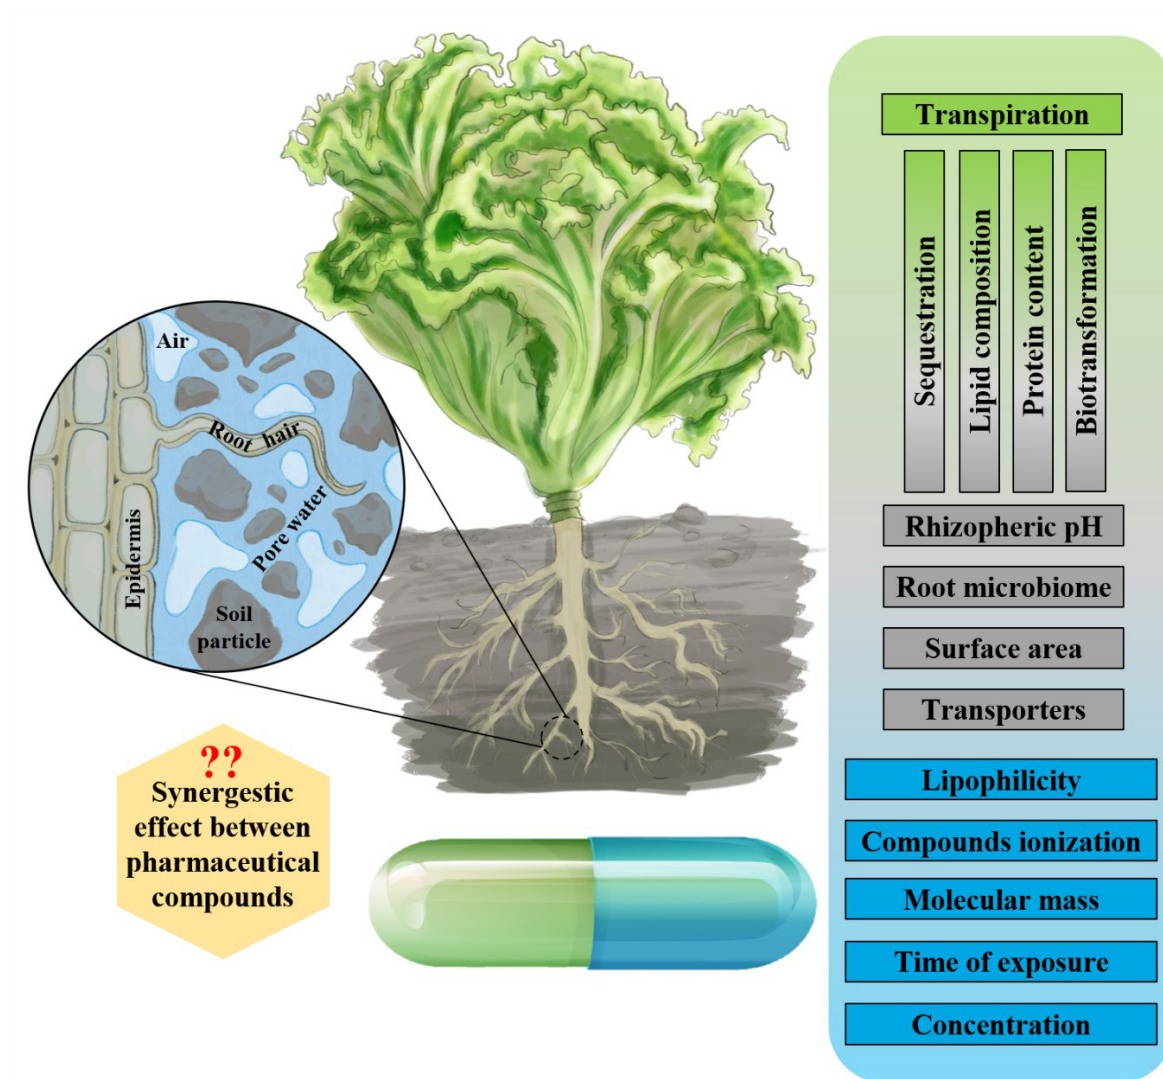 Air
Root hair
Pore water
Epidermis
Soil
particle
??
Synergestic
effect between
pharmaceutical
compounds
Transpiration
Sequestration
Lipid composition
Protein content
Biotransformation
Rhizopheric pH
Root microbiome
Surface area
Transporters
Lipophilicity
Compounds ionization
Molecular mass
Time of exposure
Concentration